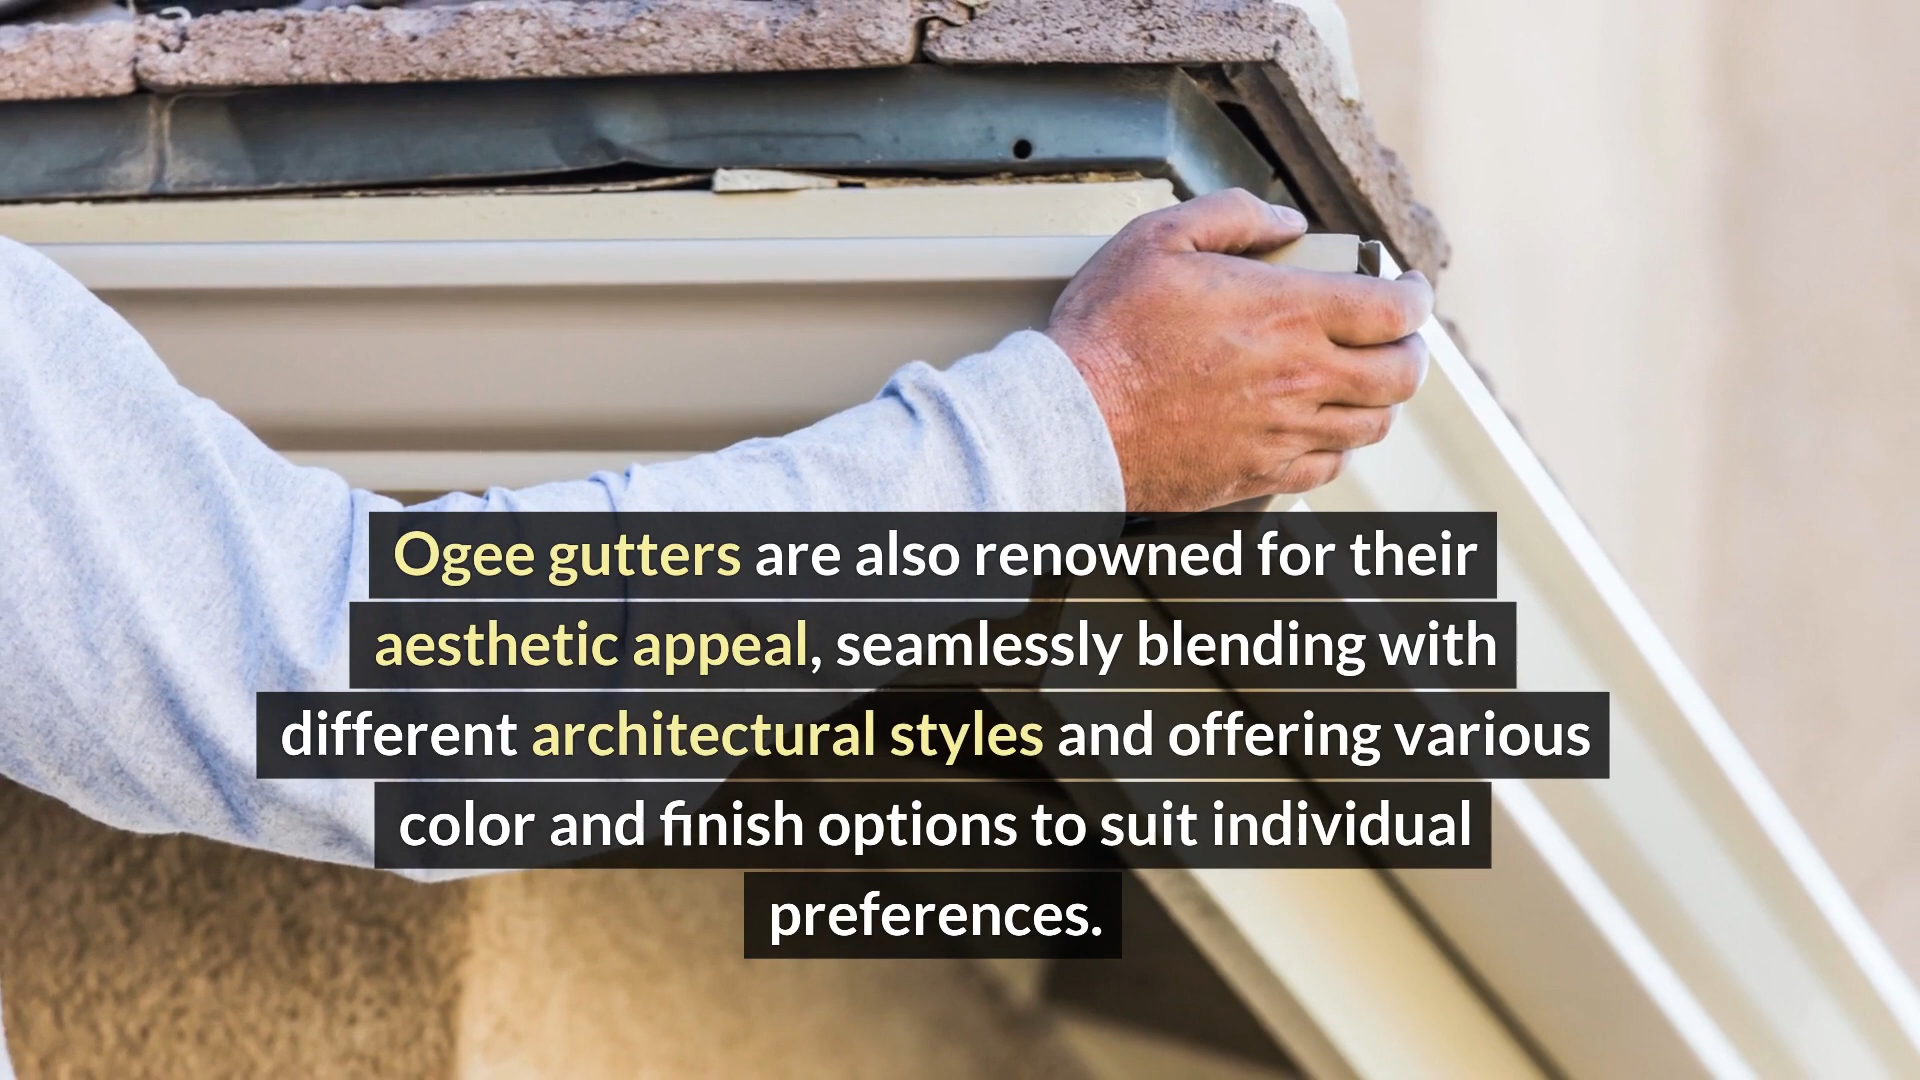 Ogee gutters are also renowned for their
aesthetic appeal, seamlessly blending with
different architectural styles and offering various
color and finish options to suit individual
preferences.